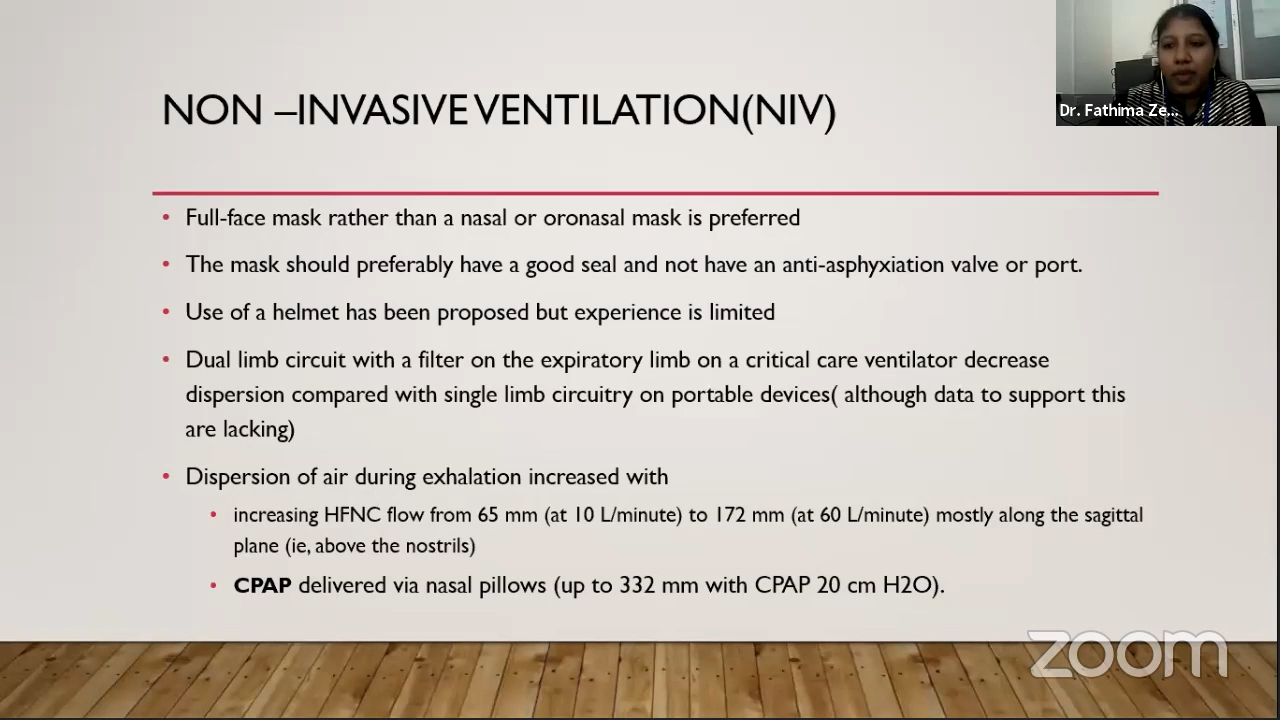 Dr. Fathima Ze...
NON –INVASIVE VENTILATION(NIV)
• Full-face mask rather than a nasal or oronasal mask is preferred
• The mask should preferably have a good seal and not have an anti-asphyxiation valve or port.
• Use of a helmet has been proposed but experience is limited
• Dual limb circuit with a filter on the expiratory limb on a critical care ventilator decrease
dispersion compared with single limb circuitry on portable devices( although data to support this
are lacking)
• Dispersion of air during exhalation increased with
• increasing HFNC flow from 65 mm (at 10 L/minute) to 172 mm (at 60 L/minute) mostly along the sagittal
plane (ie, above the nostrils)
• CPAP delivered via nasal pillows (up to 332 mm with CPAP 20 cm H2O).
zoom